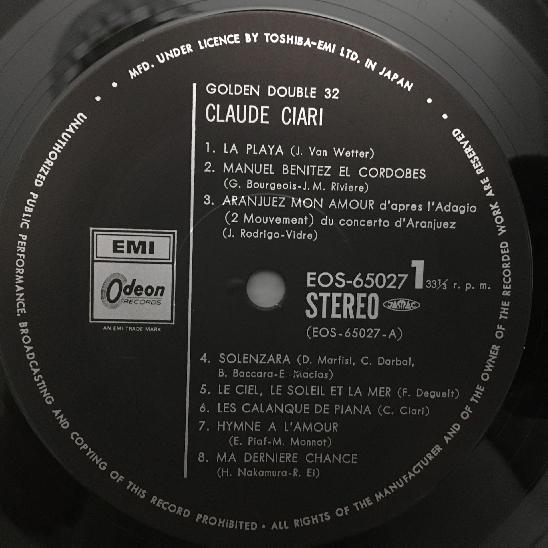 • MFD. UNDER LICENCE BY TOSHIBA-EMI LTD. IN JAPAN •
GOLDEN DOUBLE 32
CLAUDE CIARI
1. LA PLAYA (J. Van Wetter)
2. MANUEL BENITEZ EL CORDOBES
(G. Bourgeois-J.M. Riviere)
3. ARANJUEZ MON AMOUR d'apres l'Adagio
(2 Mouvement) du concerto d'Aranjuez
(J. Rodrigo-Vidre)
EMI
Odeon
RECORDS
AN EMI TRADE MARK
EOS-65027 1 33⅓ r. p. m.
STEREO
(EOS-65027-A)
4. SOLENZARA (D. Marfisi, C. Darbal,
B. Baccara-E. Macias)
5. LE CIEL, LE SOLEIL ET LA MER (F. Deguelt)
6. LES CALANQUE DE PIANA (C. Ciari)
7. HYMNE A L'AMOUR
(E. Piaf-M. Monnot)
8. MA DERNIERE CHANCE
(H. Nakamura-R. Ei)
• UNAUTHORIZED PUBLIC PERFORMANCE, BROADCASTING AND COPYING OF THIS RECORD PROHIBITED • ALL RIGHTS OF THE MANUFACTURER AND OF THE OWNER OF THE RECORDED WORK ARE RESERVED •